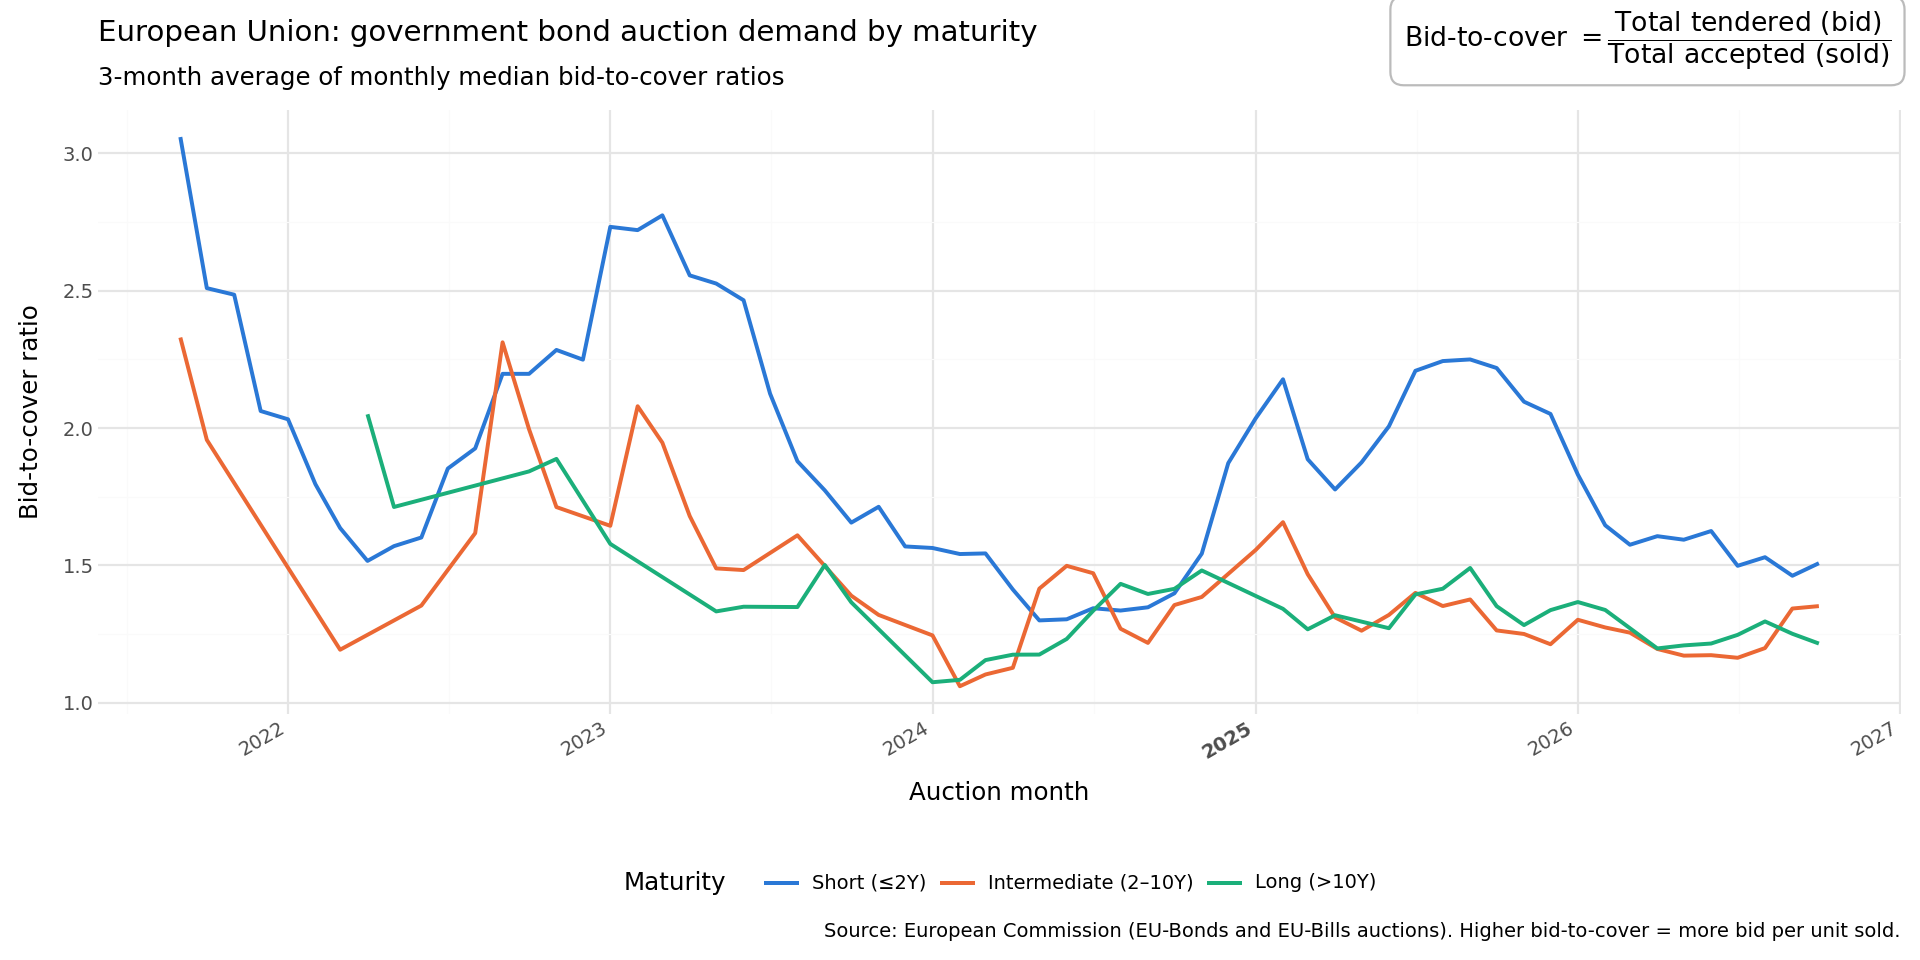 European Union: government bond auction demand by maturity
3-month average of monthly median bid-to-cover ratios
Bid-to-cover = Total tendered (bid)
Total accepted (sold)
Bid-to-cover ratio
3.0
2.5
2.0
1.5
1.0
2022
2023
2024
2025
2026
2027
Auction month
Maturity
Short (≤2Y)
Intermediate (2–10Y)
Long (>10Y)
Source: European Commission (EU-Bonds and EU-Bills auctions). Higher bid-to-cover = more bid per unit sold.